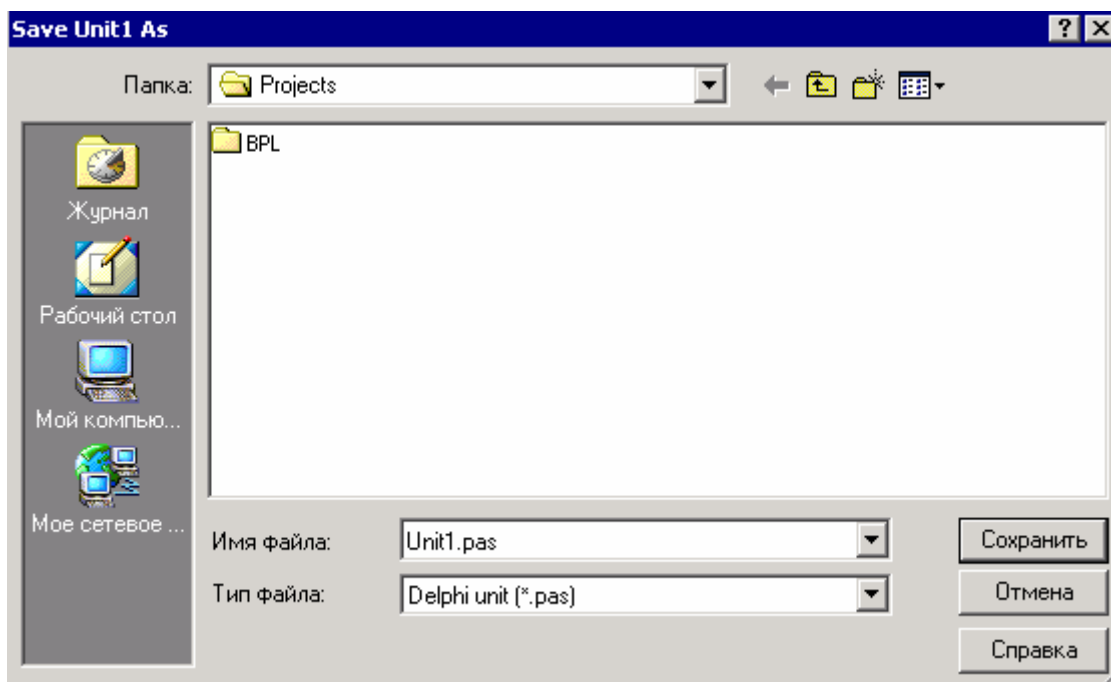 Save Unit1 As
Папка: Projects
BPL
Журнал
Рабочий стол
Мой компью...
Мое сетевое ...
Имя файла: Unit1.pas
Сохранить
Тип файла: Delphi unit (*.pas)
Отмена
Справка